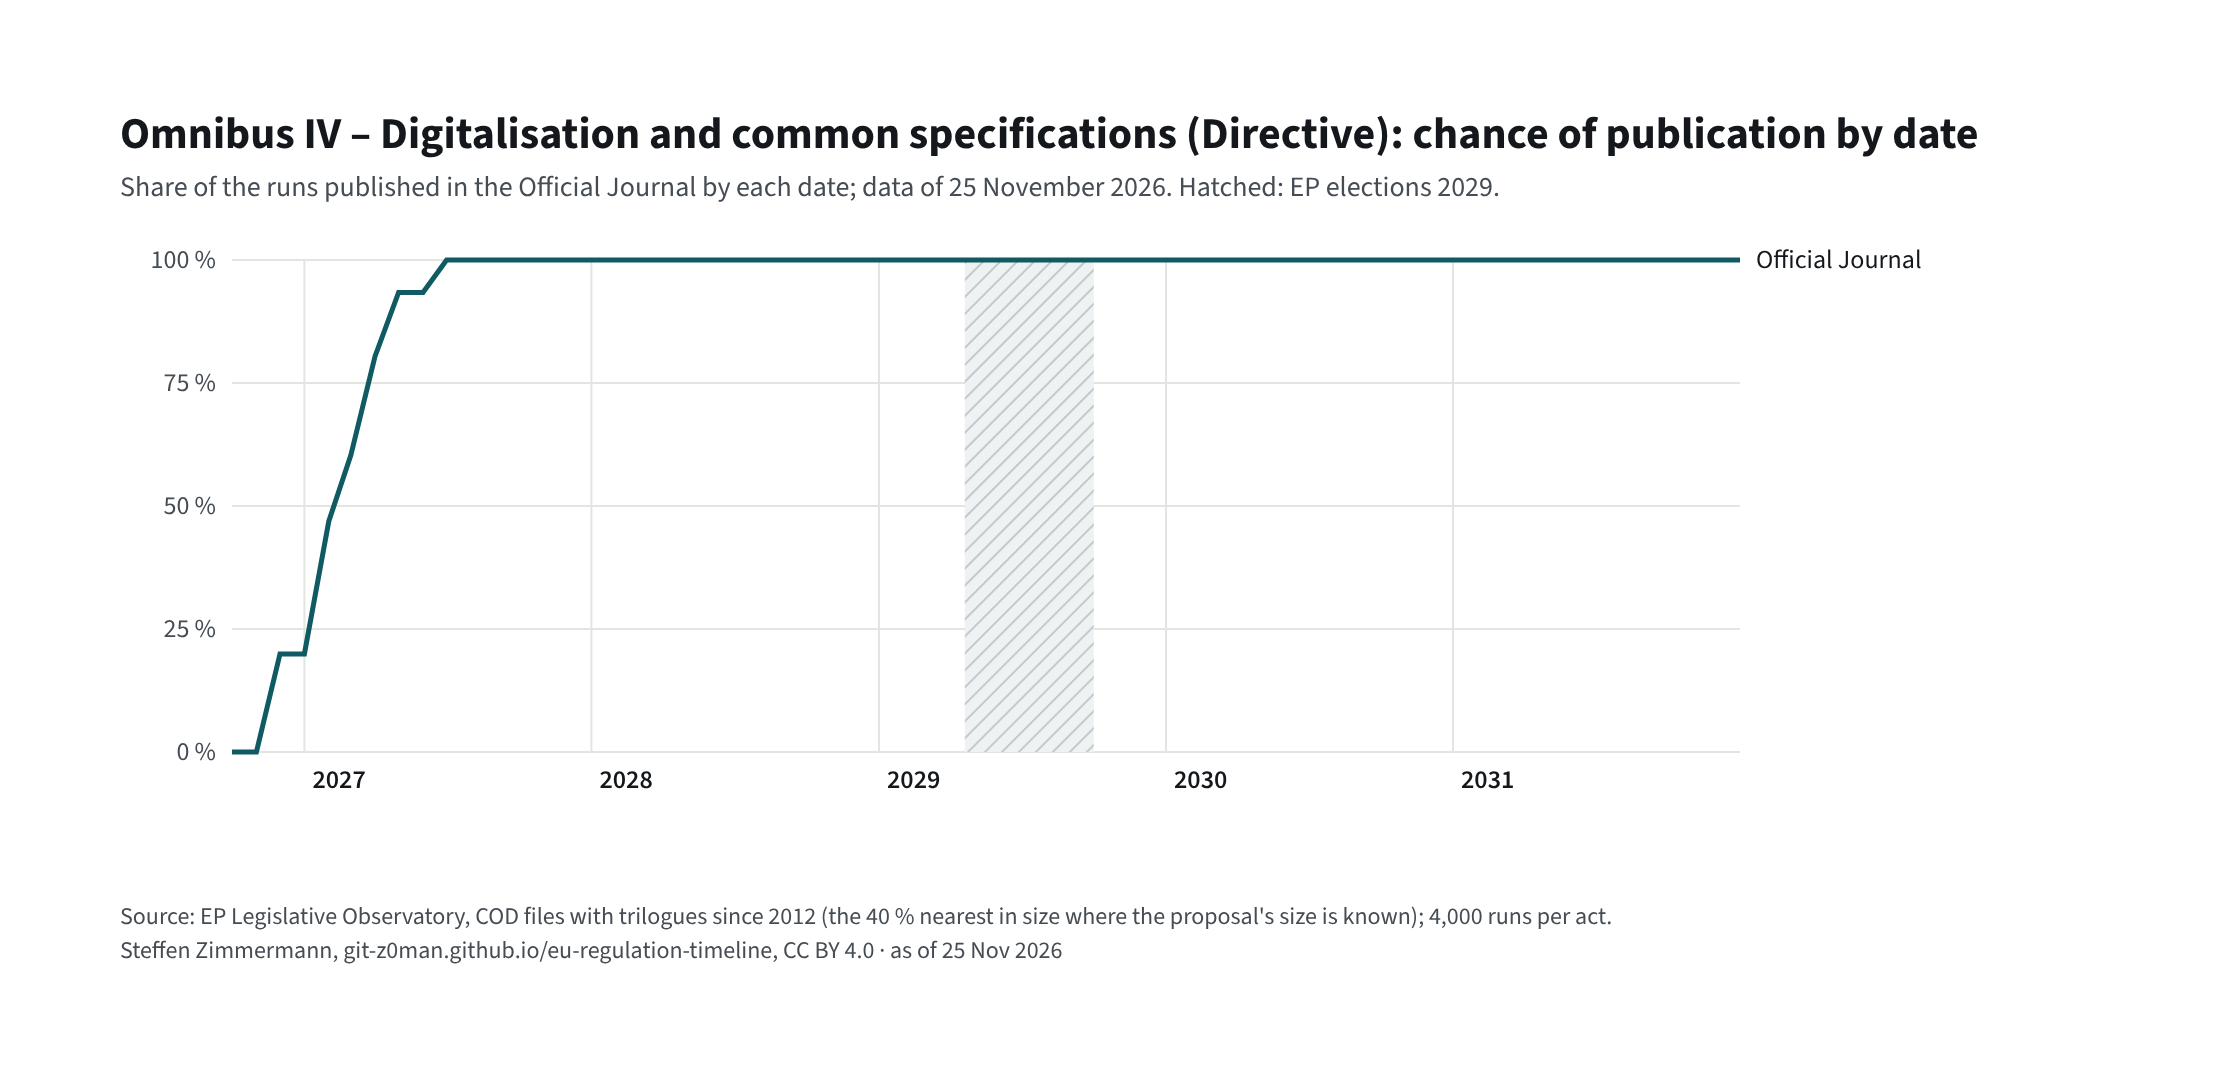 Omnibus IV – Digitalisation and common specifications (Directive): chance of publication by date
Share of the runs published in the Official Journal by each date; data of 25 November 2026. Hatched: EP elections 2029.
100 %
Official Journal
75 %
50 %
25 %
0 %
2027
2028
2029
2030
2031
Source: EP Legislative Observatory, COD files with trilogues since 2012 (the 40 % nearest in size where the proposal's size is known); 4,000 runs per act.
Steffen Zimmermann, git-z0man.github.io/eu-regulation-timeline, CC BY 4.0 · as of 25 Nov 2026